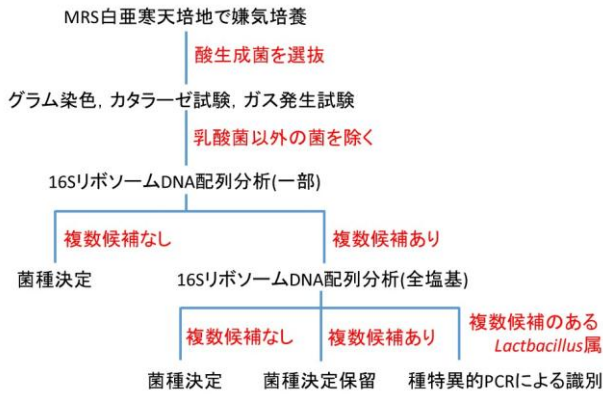 MRS白亜寒天培地で嫌気培養
酸生成菌を選抜
グラム染色, カタラーゼ試験, ガス発生試験
乳酸菌以外の菌を除く
16SリボソームDNA配列分析(一部)
複数候補なし
複数候補あり
菌種決定
16SリボソームDNA配列分析(全塩基)
複数候補なし
複数候補あり
複数候補のある
Lactbacillus属
菌種決定
菌種決定保留
種特異的PCRによる識別